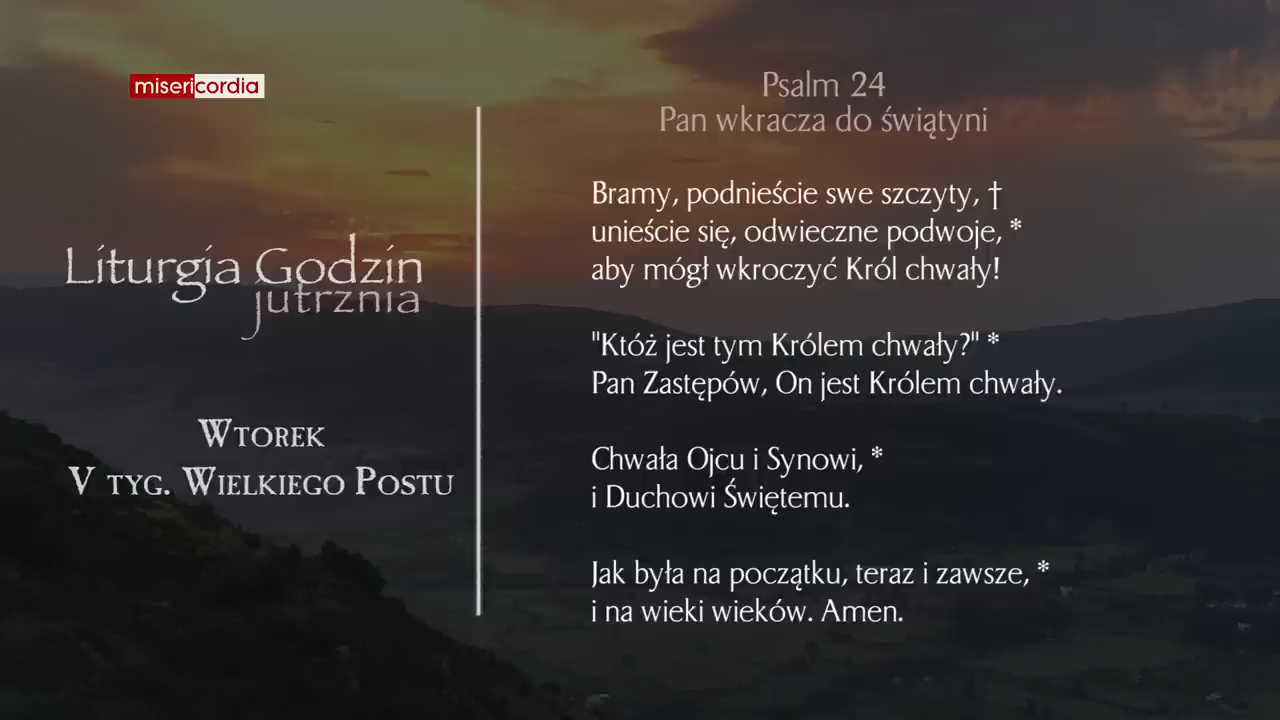 misericordia
Liturgia Godzin
jutrznia
Wtorek
V tyg. Wielkiego Postu
Psalm 24
Pan wkracza do świątyni
Bramy, podnieście swe szczyty, †
unieście się, odwieczne podwoje, *
aby mógł wkroczyć Król chwały!
"Któż jest tym Królem chwały?" *
Pan Zastępów, On jest Królem chwały.
Chwała Ojcu i Synowi, *
i Duchowi Świętemu.
Jak była na początku, teraz i zawsze, *
i na wieki wieków. Amen.